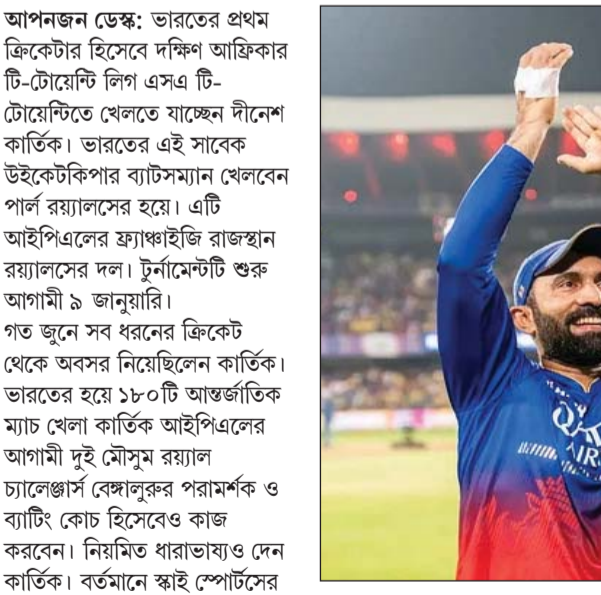 আপনজন ডেস্ক: ভারতের প্রথম
ক্রিকেটার হিসেবে দক্ষিণ আফ্রিকার
টি-টোয়েন্টি লিগ এসএ টি-
টোয়েন্টিতে খেলতে যাচ্ছেন দীনেশ
কার্তিক। ভারতের এই সাবেক
উইকেটকিপার ব্যাটসম্যান খেলবেন
পার্ল রয়্যালসের হয়ে। এটি
আইপিএলের ফ্র্যাঞ্চাইজি রাজস্থান
রয়্যালসের দল। টুর্নামেন্টটি শুরু
আগামী ৯ জানুয়ারি।
গত জুনে সব ধরনের ক্রিকেট
থেকে অবসর নিয়েছিলেন কার্তিক।
ভারতের হয়ে ১৮০টি আন্তর্জাতিক
ম্যাচ খেলা কার্তিক আইপিএলের
আগামী দুই মৌসুম রয়্যাল
চ্যালেঞ্জার্স বেঙ্গালুরুর পরামর্শক ও
ব্যাটিং কোচ হিসেবেও কাজ
করবেন। নিয়মিত ধারাভাষ্যও দেন
কার্তিক। বর্তমানে স্কাই স্পোর্টসের
QA
AIR